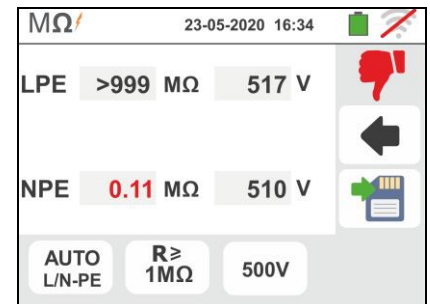 MΩ 23-05-2020 16:34
LPE >999 MΩ 517 V
NPE 0.11 MΩ 510 V
AUTO L/N-PE
R≥ 1MΩ
500V